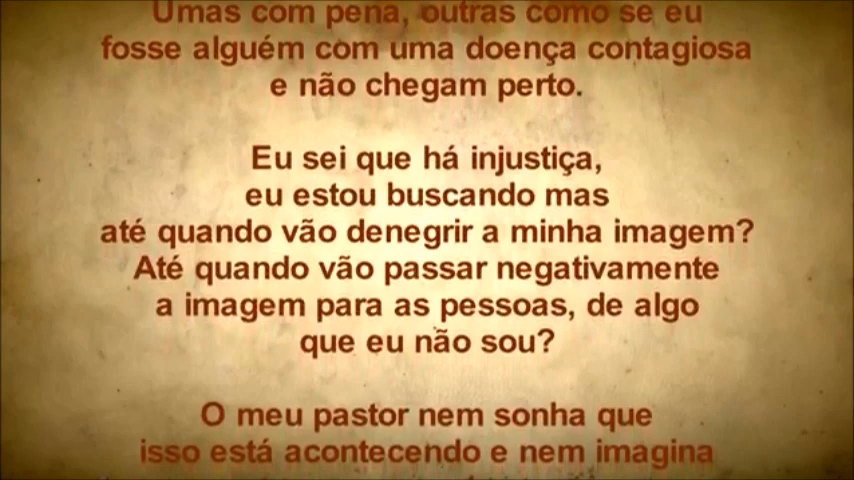 Umas com pena, outras como se eu
fosse alguém com uma doença contagiosa
e não chegam perto.
Eu sei que há injustiça,
eu estou buscando mas
até quando vão denegrir a minha imagem?
Até quando vão passar negativamente
a imagem para as pessoas, de algo
que eu não sou?
O meu pastor nem sonha que
isso está acontecendo e nem imagina